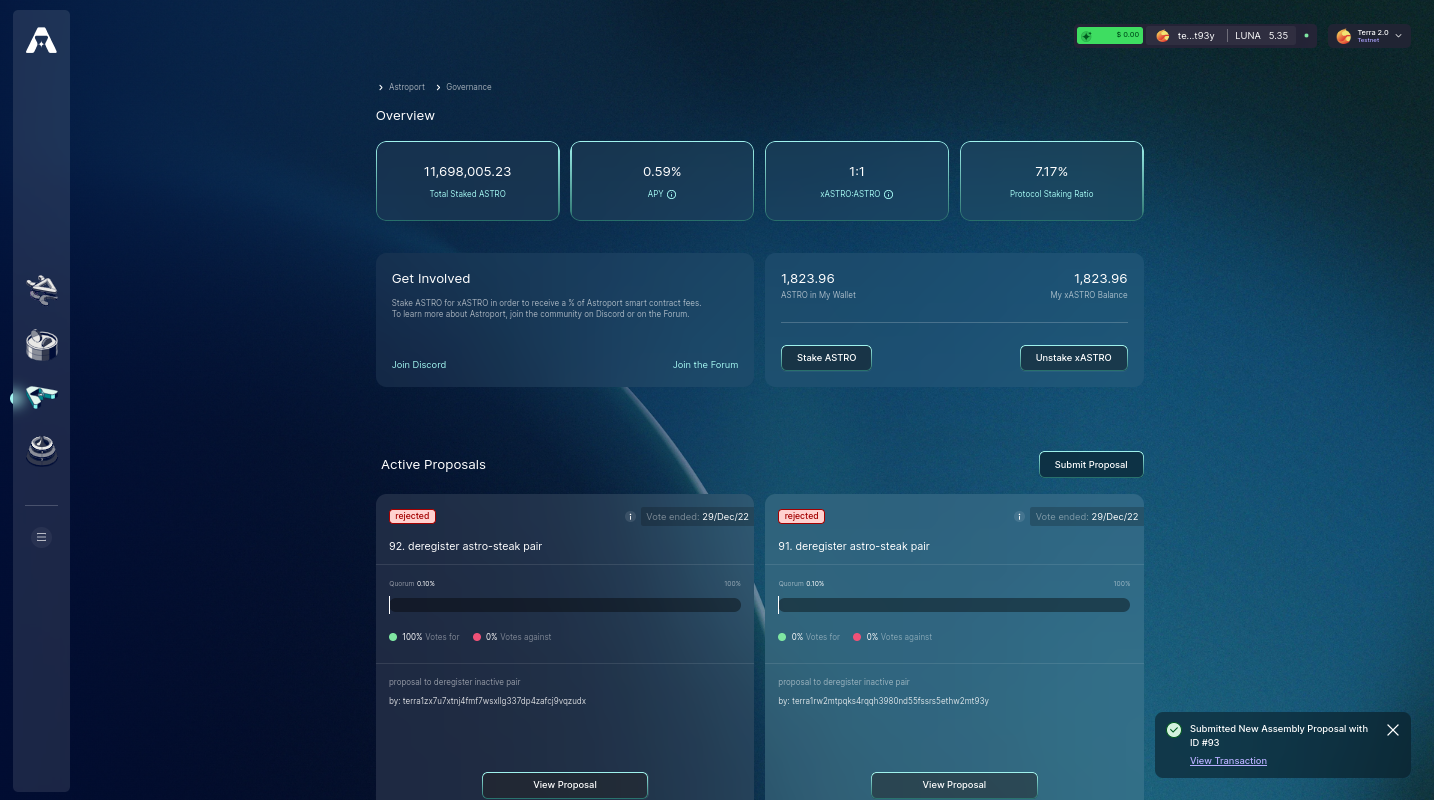 $ 0.00
te...t93y
LUNA 5.35
Terra 2.0
Testnet
Astroport
Governance
Overview
11,698,005.23
Total Staked ASTRO
0.59%
APY
1:1
xASTRO:ASTRO
7.17%
Protocol Staking Ratio
Get Involved
Stake ASTRO for xASTRO in order to receive a % of Astroport smart contract fees.
To learn more about Astroport, join the community on Discord or on the Forum.
Join Discord
Join the Forum
1,823.96
ASTRO in My Wallet
1,823.96
My xASTRO Balance
Stake ASTRO
Unstake xASTRO
Active Proposals
Submit Proposal
rejected
Vote ended: 29/Dec/22
92. deregister astro-steak pair
Quorum 0.10%
100%
100% Votes for
0% Votes against
proposal to deregister inactive pair
by: terra1zx7u7xtnj4fmf7wsxllg337dp4zafcj9vqzudx
View Proposal
rejected
Vote ended: 29/Dec/22
91. deregister astro-steak pair
Quorum 0.10%
100%
0% Votes for
0% Votes against
proposal to deregister inactive pair
by: terra1rw2mtpqks4rqqh3980nd55fssrs5ethw2mt93y
View Proposal
Submitted New Assembly Proposal with
ID #93
View Transaction